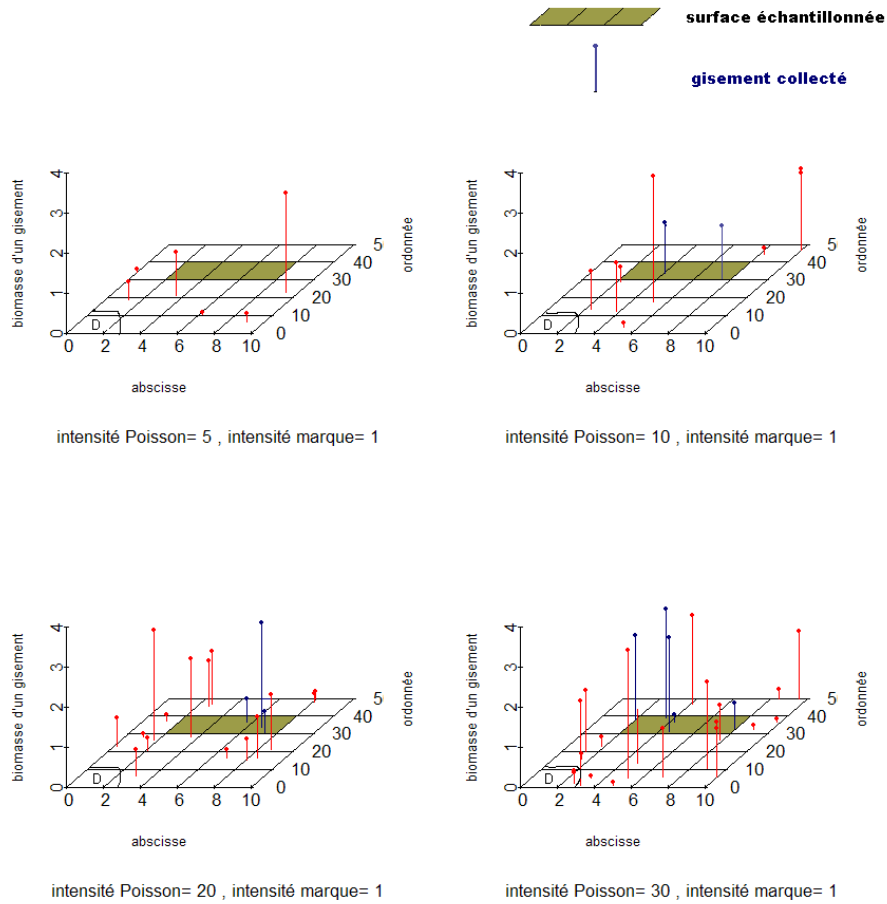 surface échantillonnée
gisement collecté
biomasse d'un gisement
0 1 2 3 4
D
0 2 4 6 8 10
abscisse
0 10 20 30 40 5
ordonnée
intensité Poisson= 5 , intensité marque= 1
biomasse d'un gisement
0 1 2 3 4
D
0 2 4 6 8 10
abscisse
0 10 20 30 40 5
ordonnée
intensité Poisson= 10 , intensité marque= 1
biomasse d'un gisement
0 1 2 3 4
D
0 2 4 6 8 10
abscisse
0 10 20 30 40 5
ordonnée
intensité Poisson= 20 , intensité marque= 1
biomasse d'un gisement
0 1 2 3 4
D
0 2 4 6 8 10
abscisse
0 10 20 30 40 5
ordonnée
intensité Poisson= 30 , intensité marque= 1